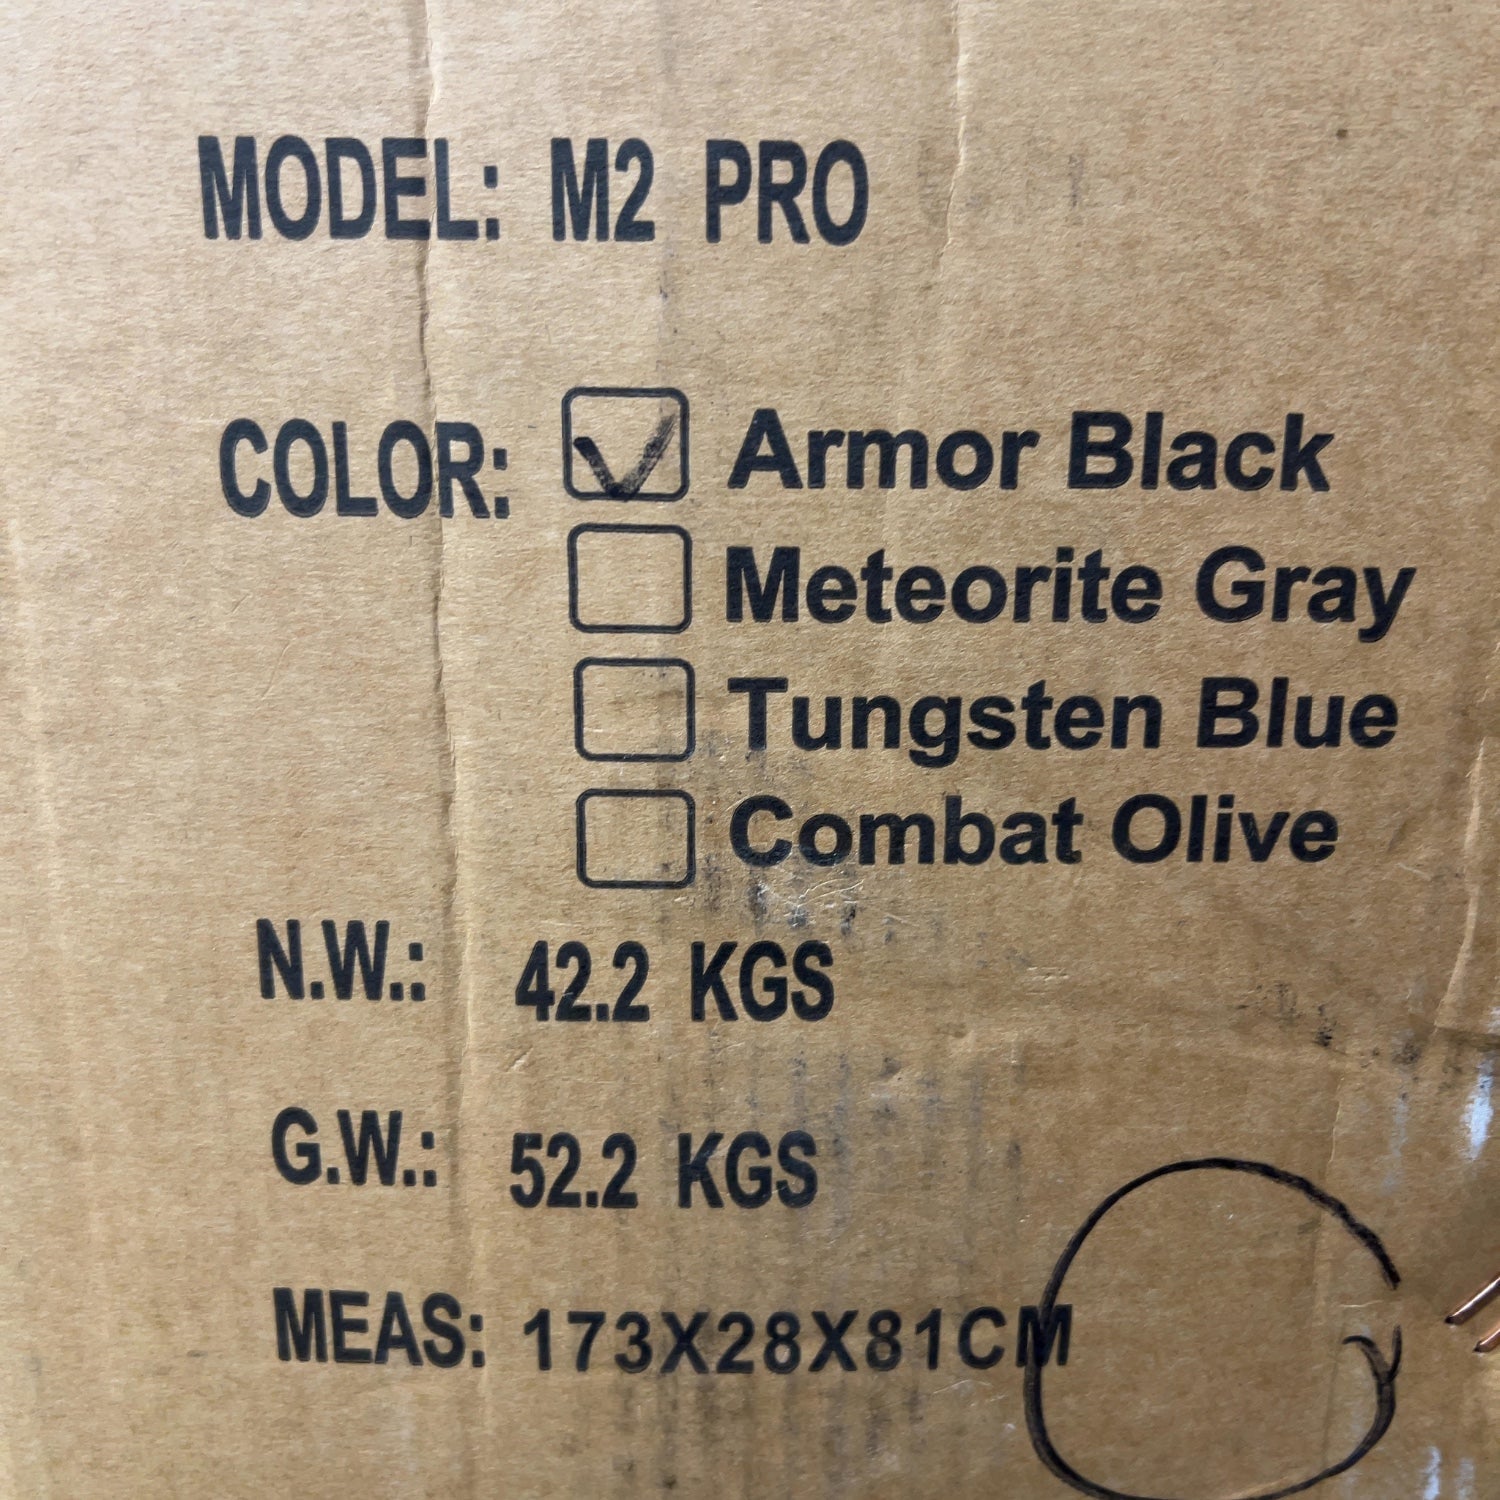 MODEL: M2 PRO
COLOR: Armor Black
Meteorite Gray
Tungsten Blue
Combat Olive
N.W.: 42.2 KGS
G.W.: 52.2 KGS
MEAS: 173X28X81CM